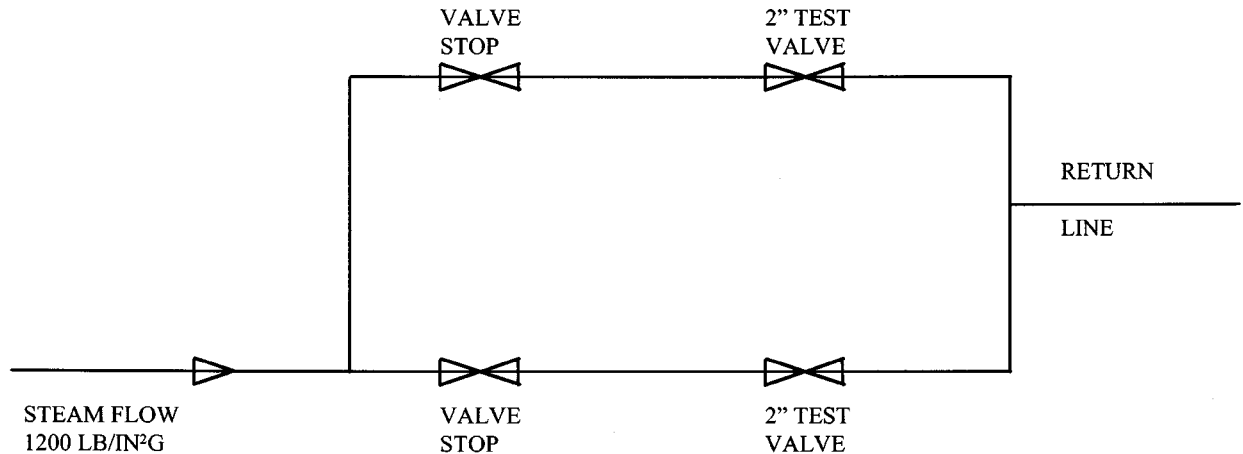 VALVE
STOP
2” TEST
VALVE
RETURN
LINE
STEAM FLOW
1200 LB/IN²G
VALVE
STOP
2” TEST
VALVE